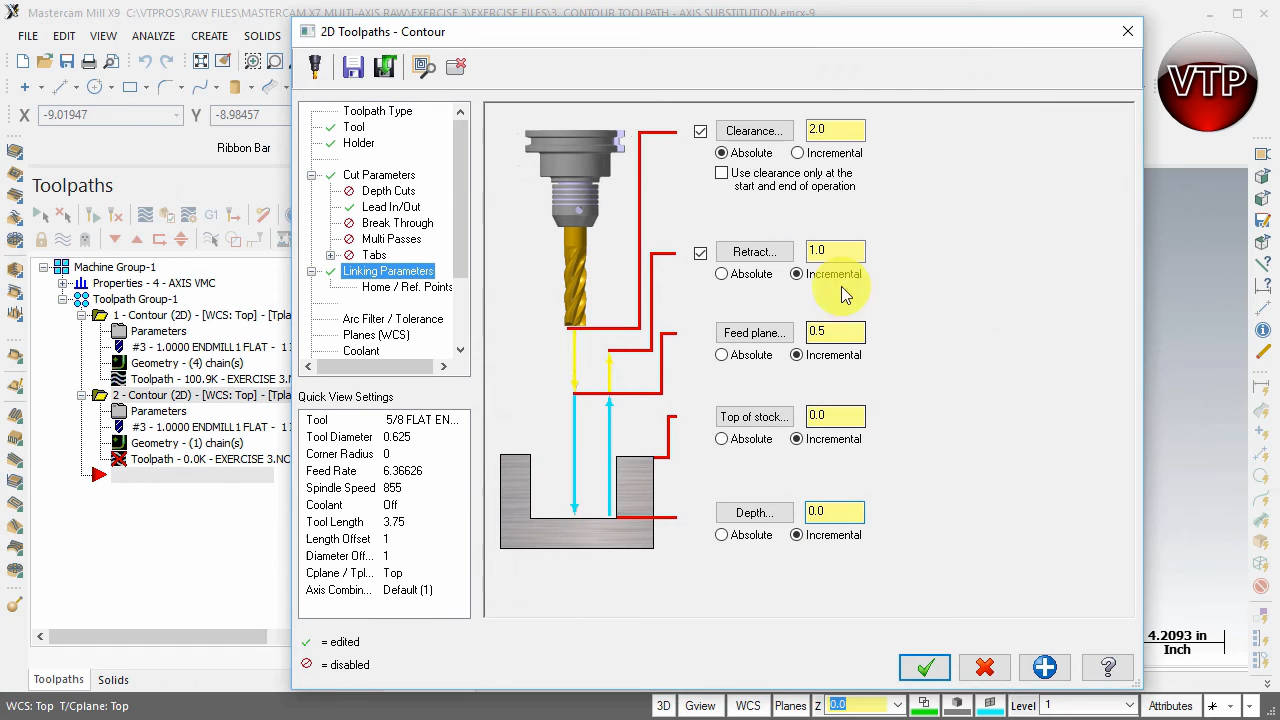 Mastercam Mill X9 C:\VTPROS\RAW FILES\MASTERCAM X7 MULTI-AXIS RAW\EXERCISE 3\EXERCISE FILES\3. CONTOUR TOOLPATH - AXIS SUBSTITUTION.emcx-9
FILE EDIT VIEW ANALYZE CREATE SOLIDS
X -9.01947 Y -8.98457
Ribbon Bar
Toolpaths
G1
Machine Group-1
Properties - 4 - AXIS VMC
Toolpath Group-1
1 - Contour (2D) - [WCS: Top] - [Tpla
Parameters
#3 - 1.0000 ENDMILL1 FLAT - 1 I
Geometry - (4) chain(s)
Toolpath - 100.9K - EXERCISE 3.N
2 - Contour (2D) - [WCS: Top] - [Tpla
Parameters
#3 - 1.0000 ENDMILL1 FLAT - 1 I
Geometry - (1) chain(s)
Toolpath - 0.0K - EXERCISE 3.NC
Toolpaths Solids
2D Toolpaths - Contour
Toolpath Type
Tool
Holder
Cut Parameters
Depth Cuts
Lead In/Out
Break Through
Multi Passes
Tabs
Linking Parameters
Home / Ref. Points
Arc Filter / Tolerance
Planes (WCS)
Coolant
Quick View Settings
Tool 5/8 FLAT EN...
Tool Diameter 0.625
Corner Radius 0
Feed Rate 6.36626
Spindle Speed 855
Coolant Off
Tool Length 3.75
Length Offset 1
Diameter Off... 1
Cplane / Tpl... Top
Axis Combin... Default (1)
= edited
= disabled
Clearance... 2.0
Absolute Incremental
Use clearance only at the
start and end of operation
Retract... 1.0
Absolute Incremental
Feed plane... 0.5
Absolute Incremental
Top of stock... 0.0
Absolute Incremental
Depth... 0.0
Absolute Incremental
VTP
4.2093 in
Inch
WCS: Top T/Cplane: Top 3D Gview WCS Planes Z 0.0 Level 1 Attributes